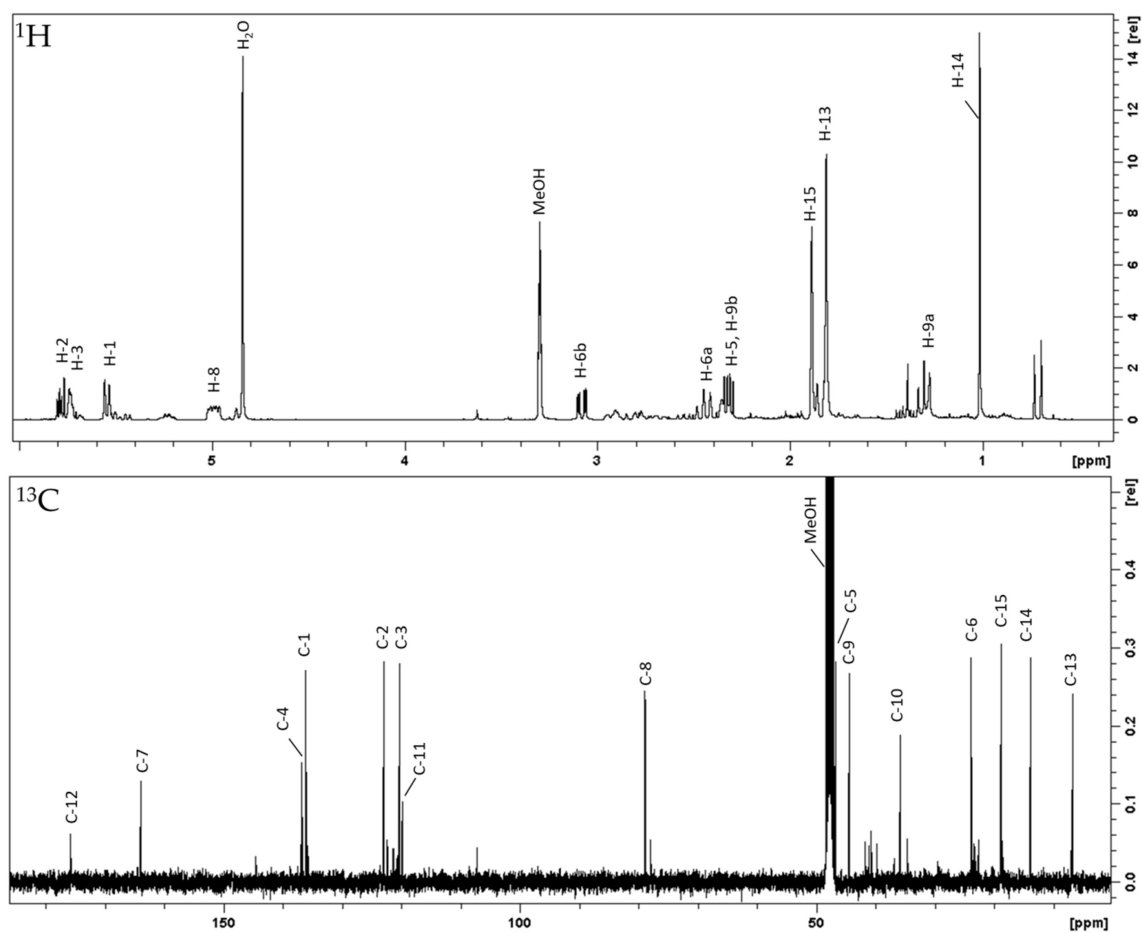 ¹H
H-2
H-3
H-1
H-8
H₂O
MeOH
H-6b
H-6a
H-5, H-9b
H-15
H-13
H-9a
H-14
[rel]
14
12
10
8
6
4
2
0
5
4
3
2
1
[ppm]
¹³C
C-12
C-7
C-4
C-1
C-2
C-3
C-11
C-8
MeOH
C-5
C-9
C-10
C-6
C-15
C-14
C-13
[rel]
0.4
0.3
0.2
0.1
0.0
150
100
50
[ppm]